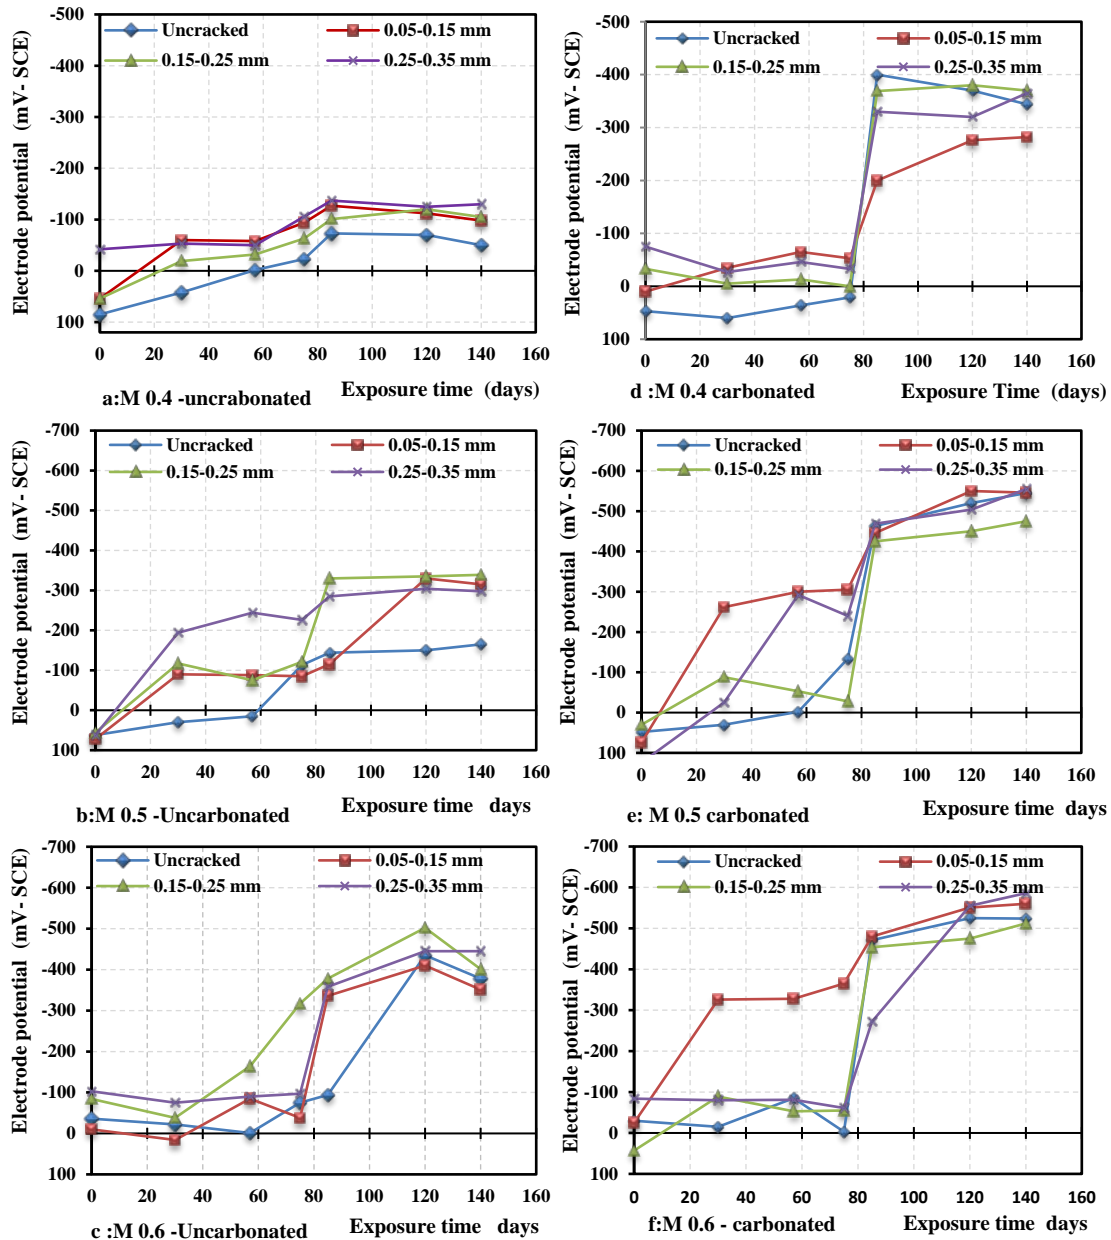 Electrode potential (mV- SCE)
-500
-400
-300
-200
-100
0
100
Uncracked
0.05-0.15 mm
0.15-0.25 mm
0.25-0.35 mm
0 20 40 60 80 100 120 140 160
a:M 0.4 -uncrabonated
Exposure time (days)
Electrode potential (mV- SCE)
-500
-400
-300
-200
-100
0
100
Uncracked
0.05-0.15 mm
0.15-0.25 mm
0.25-0.35 mm
0 20 40 60 80 100 120 140 160
d :M 0.4 carbonated
Exposure Time (days)
Electrode potential (mV- SCE)
-700
-600
-500
-400
-300
-200
-100
0
100
Uncracked
0.05-0.15 mm
0.15-0.25 mm
0.25-0.35 mm
0 20 40 60 80 100 120 140 160
b:M 0.5 -Uncarbonated
Exposure time days
Electrode potential (mV- SCE)
-700
-600
-500
-400
-300
-200
-100
0
100
Uncracked
0.05-0.15 mm
0.15-0.25 mm
0.25-0.35 mm
0 20 40 60 80 100 120 140 160
e: M 0.5 carbonated
Exposure time days
Electrode potential (mV- SCE)
-700
-600
-500
-400
-300
-200
-100
0
100
Uncracked
0.05-0.15 mm
0.15-0.25 mm
0.25-0.35 mm
0 20 40 60 80 100 120 140 160
c :M 0.6 -Uncarbonated
Exposure time days
Electrode potential (mV- SCE)
-700
-600
-500
-400
-300
-200
-100
0
100
Uncracked
0.05-0.15 mm
0.15-0.25 mm
0.25-0.35 mm
0 20 40 60 80 100 120 140 160
f:M 0.6 - carbonated
Exposure time days